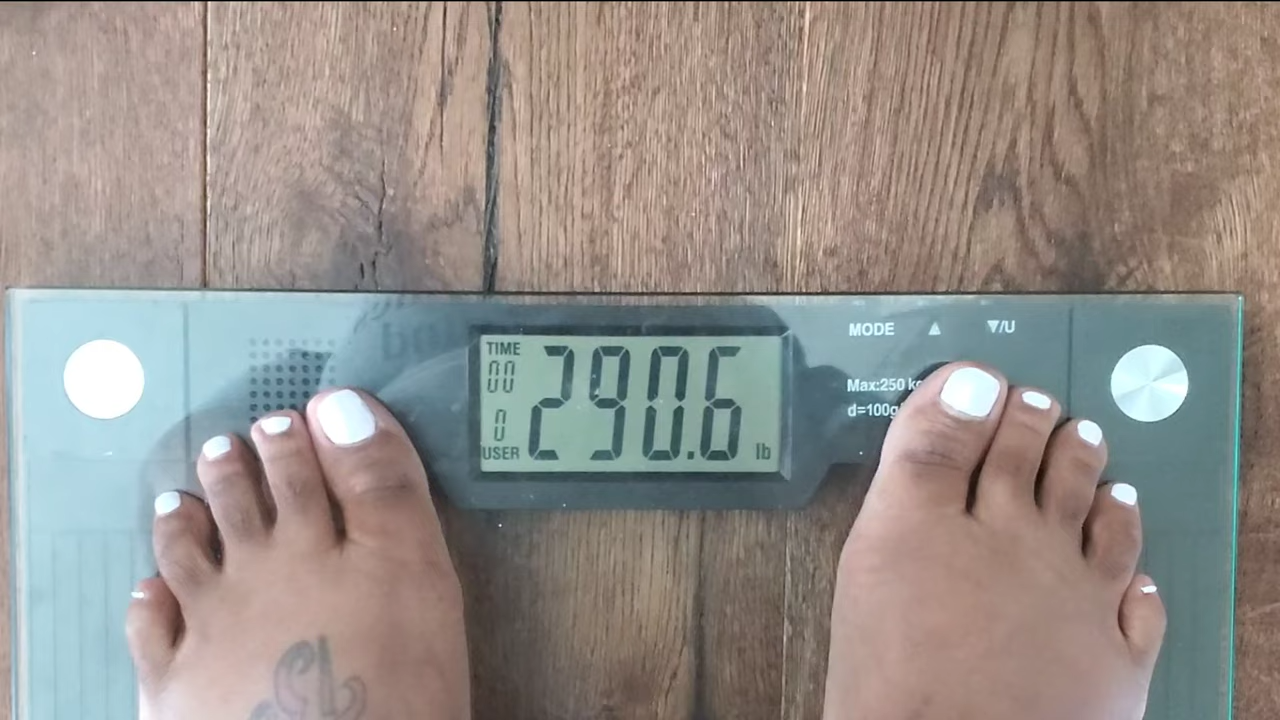 MODE ▲ ▼/U
TIME
00
290.6 lb
0
USER
Max:250
d=100g